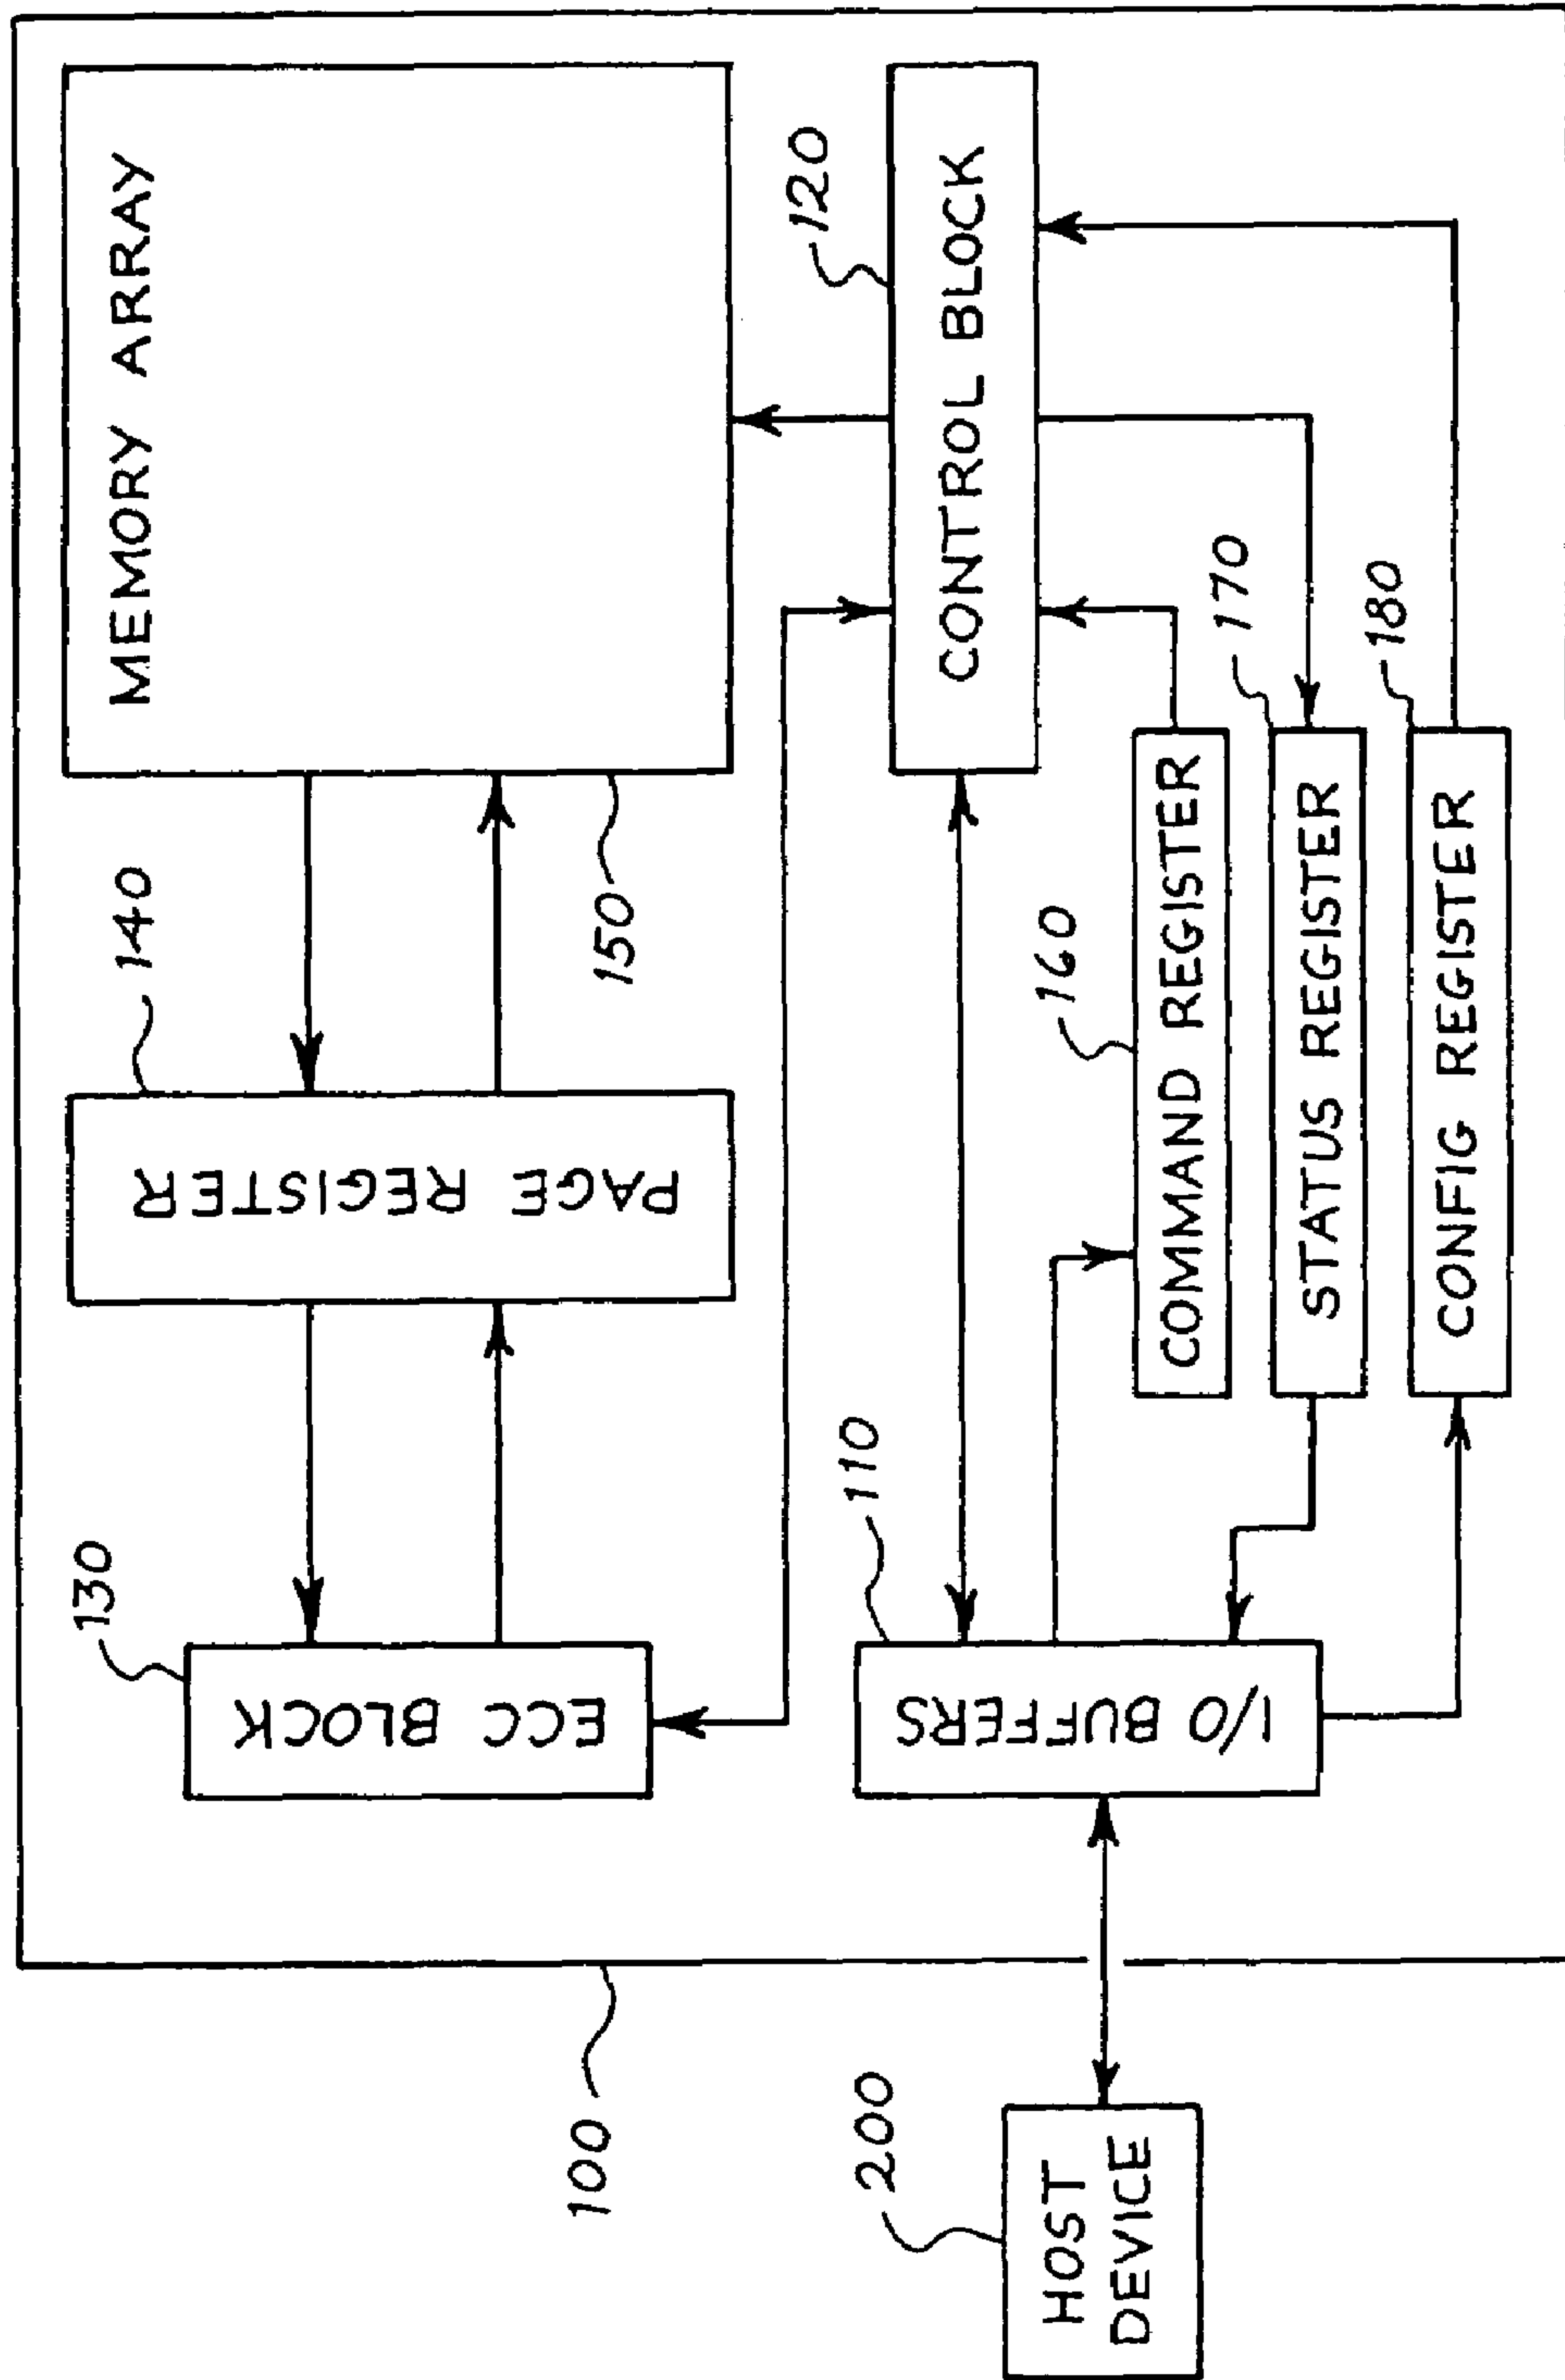 130
140
MEMORY ARRAY
ECC BLOCK
PAGE REGISTER
150
100
110
120
200
HOST
DEVICE
I/O BUFFERS
CONTROL BLOCK
160
COMMAND REGISTER
170
STATUS REGISTER
180
CONFIG REGISTER